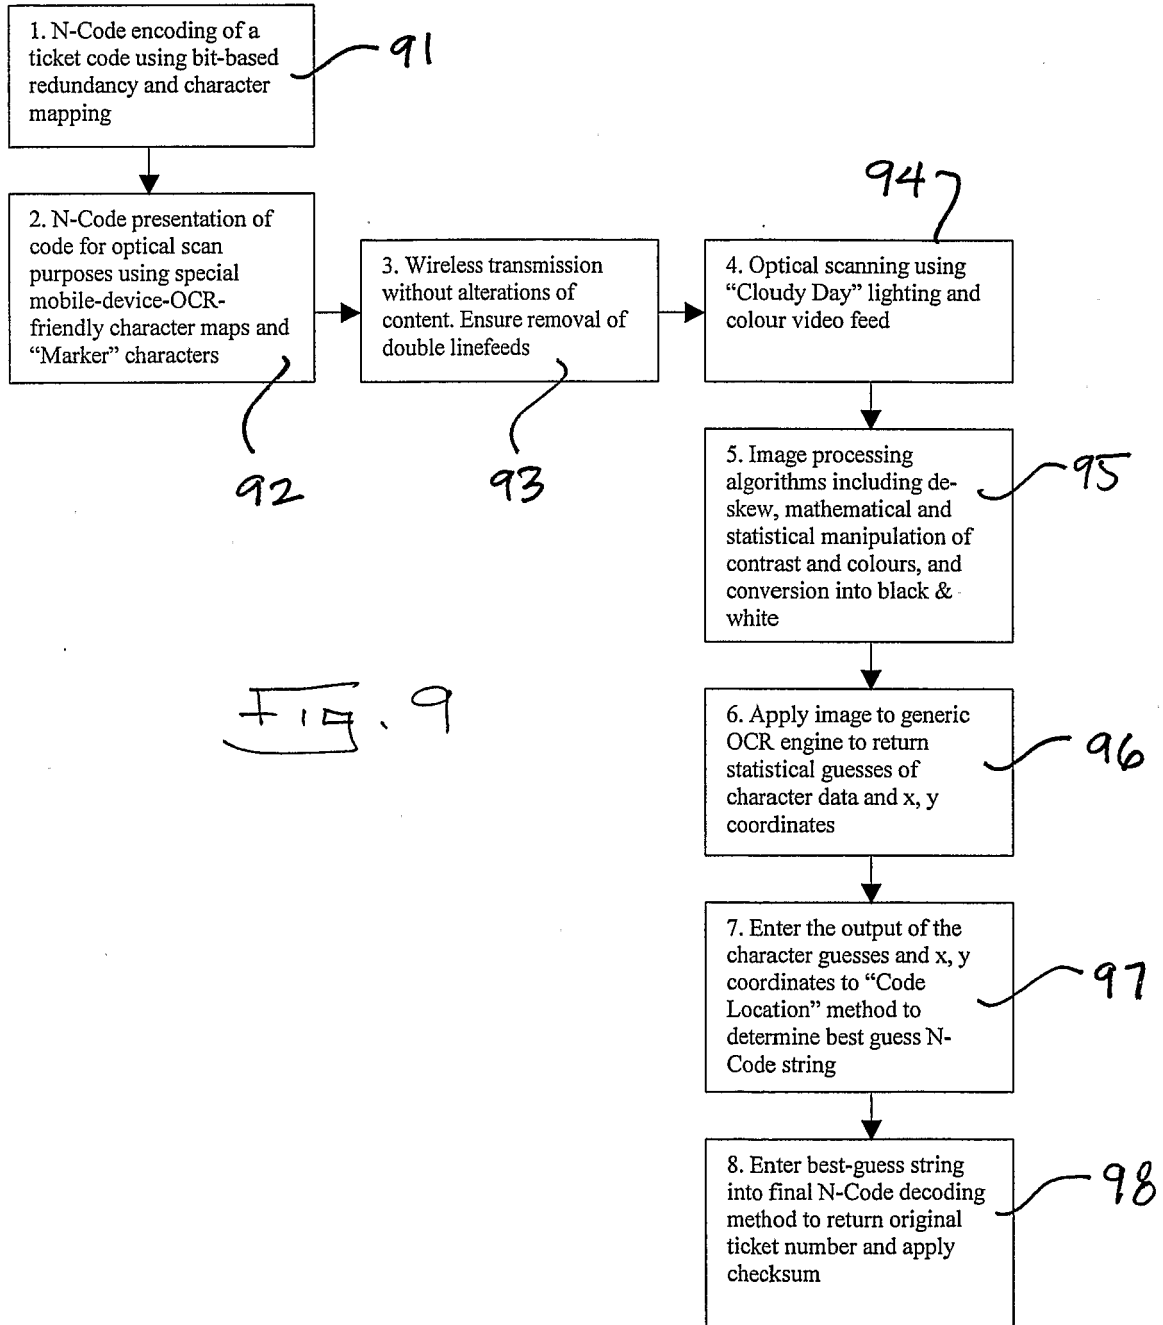 1. N-Code encoding of a
ticket code using bit-based
redundancy and character
mapping
91
2. N-Code presentation of
code for optical scan
purposes using special
mobile-device-OCR-
friendly character maps and
“Marker” characters
92
3. Wireless transmission
without alterations of
content. Ensure removal of
double linefeeds
93
94
4. Optical scanning using
“Cloudy Day” lighting and
colour video feed
5. Image processing
algorithms including de-
skew, mathematical and
statistical manipulation of
contrast and colours, and
conversion into black &
white
95
Fig. 9
6. Apply image to generic
OCR engine to return
statistical guesses of
character data and x, y
coordinates
96
7. Enter the output of the
character guesses and x, y
coordinates to “Code
Location” method to
determine best guess N-
Code string
97
8. Enter best-guess string
into final N-Code decoding
method to return original
ticket number and apply
checksum
98